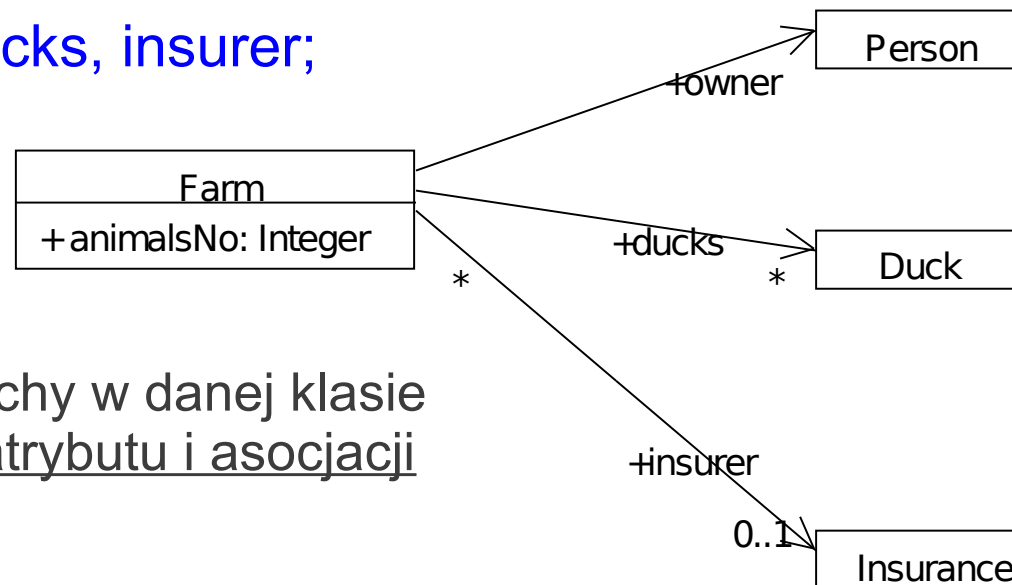 cks, insurer;
Person
+owner
Farm
+ animalsNo: Integer
+ducks
*
*
Duck
chy w danej klasie
atrybutu i asocjacji
+insurer
0..1
Insurance